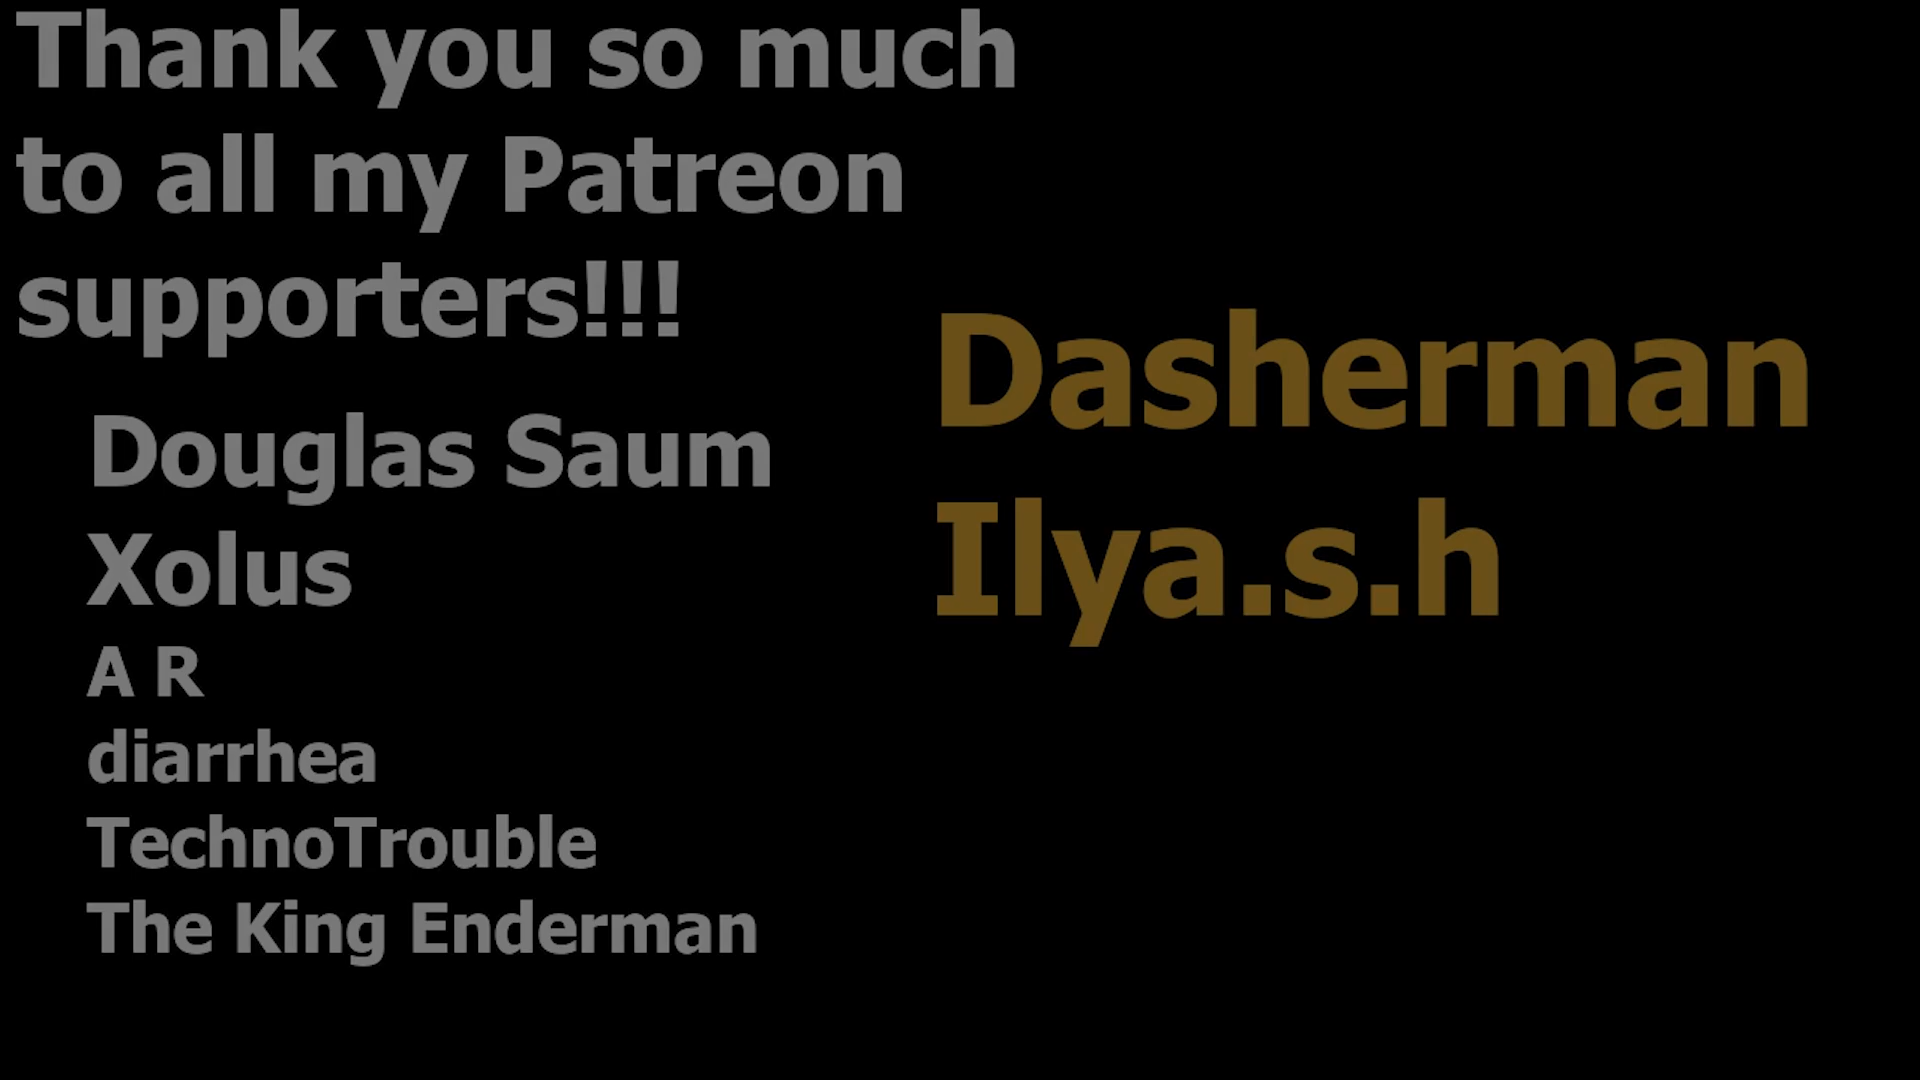 Thank you so much
to all my Patreon
supporters!!!
Douglas Saum
Xolus
A R
diarrhea
TechnoTrouble
The King Enderman
Dasherman
Ilya.s.h